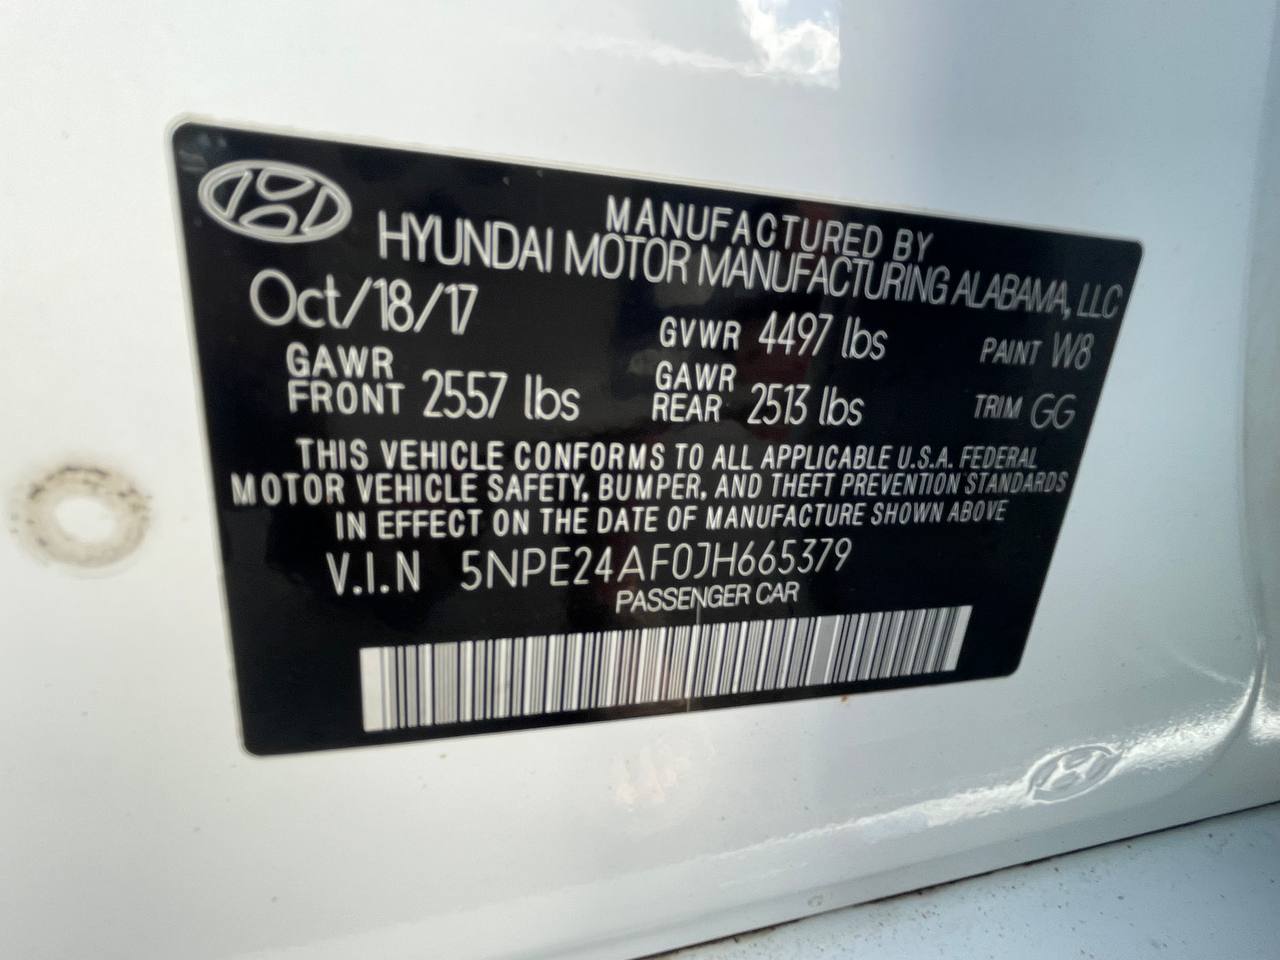 MANUFACTURED BY
HYUNDAI MOTOR MANUFACTURING ALABAMA, LLC
Oct/18/17 GVWR 4497 lbs PAINT W8
GAWR FRONT 2557 lbs GAWR REAR 2513 lbs TRIM GG
THIS VEHICLE CONFORMS TO ALL APPLICABLE U.S.A. FEDERAL
MOTOR VEHICLE SAFETY, BUMPER, AND THEFT PREVENTION STANDARDS
IN EFFECT ON THE DATE OF MANUFACTURE SHOWN ABOVE
V.I.N 5NPE24AF0JH665379
PASSENGER CAR